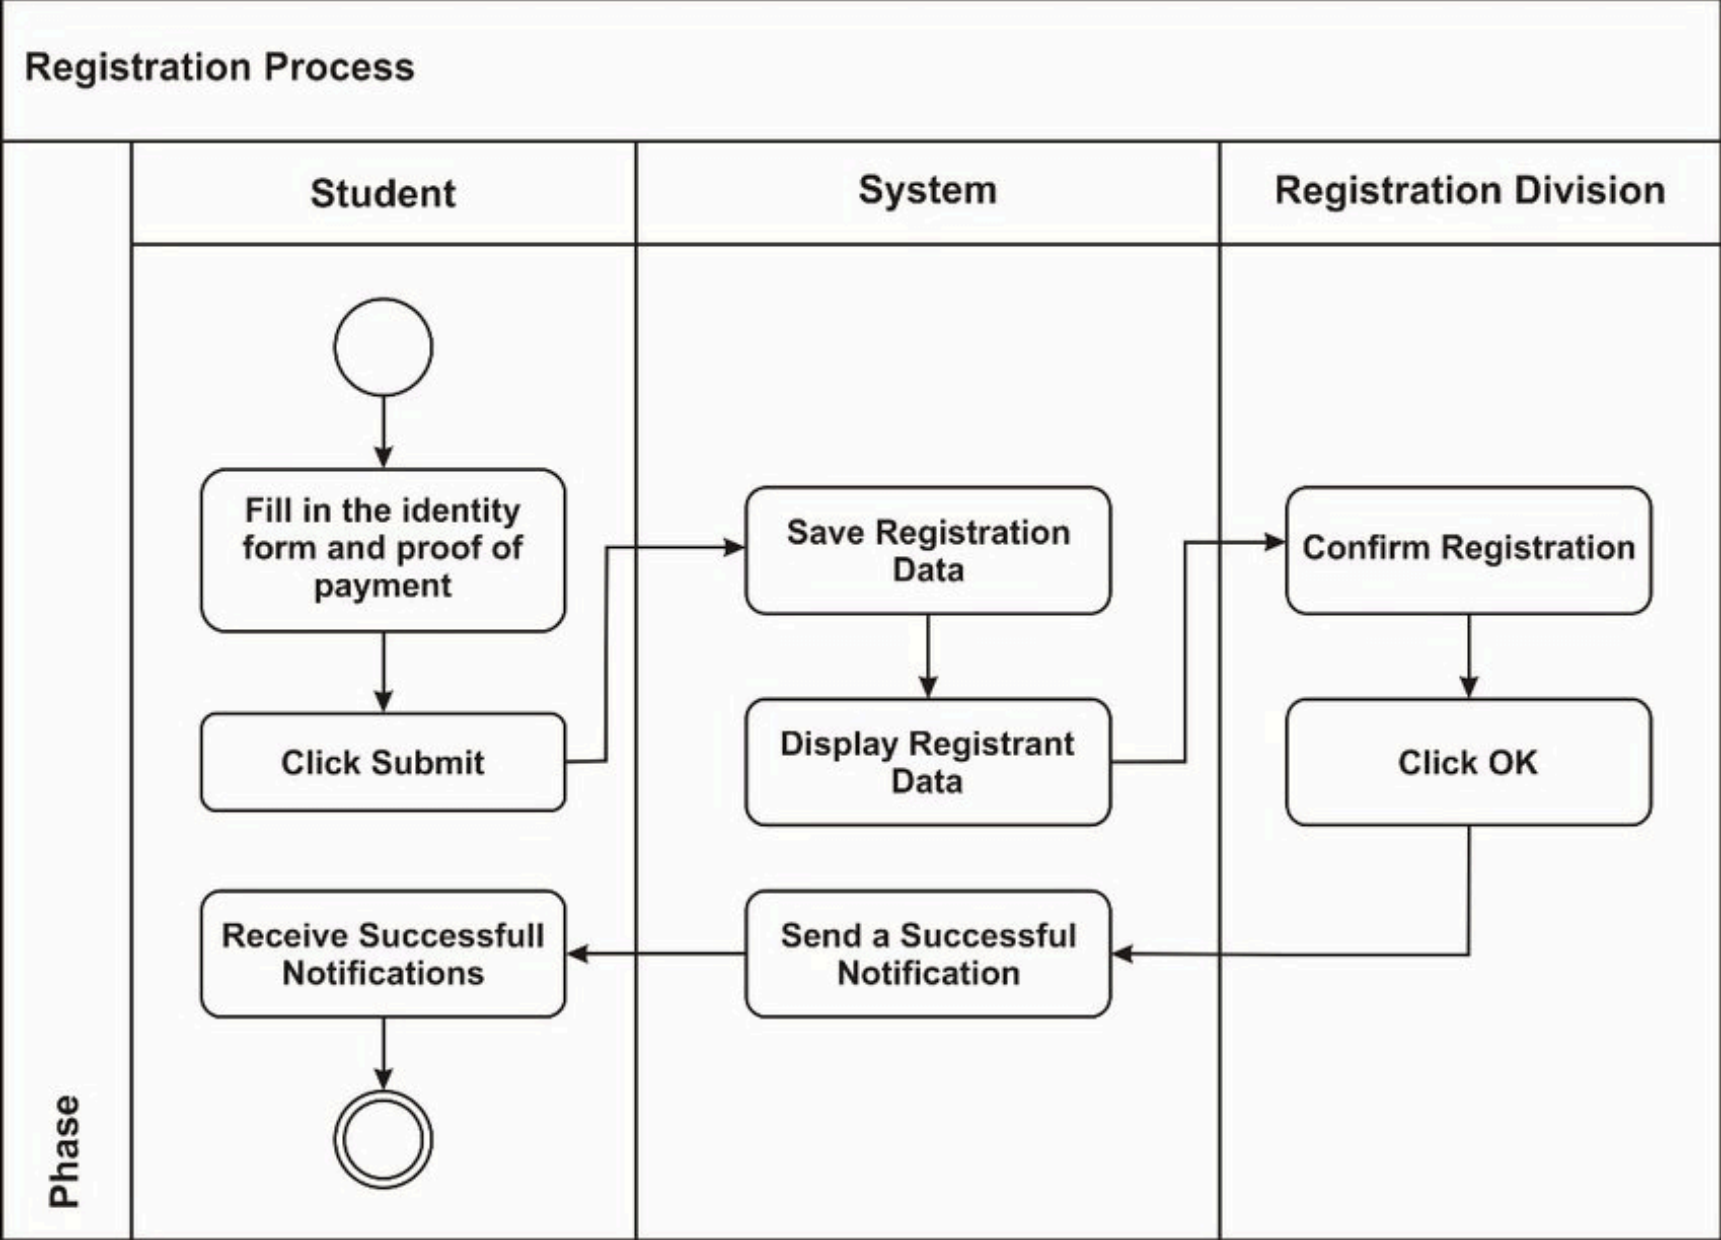 Registration Process
Student
System
Registration Division
Fill in the identity
form and proof of
payment
Click Submit
Save Registration
Data
Display Registrant
Data
Confirm Registration
Click OK
Send a Successful
Notification
Receive Successfull
Notifications
Phase